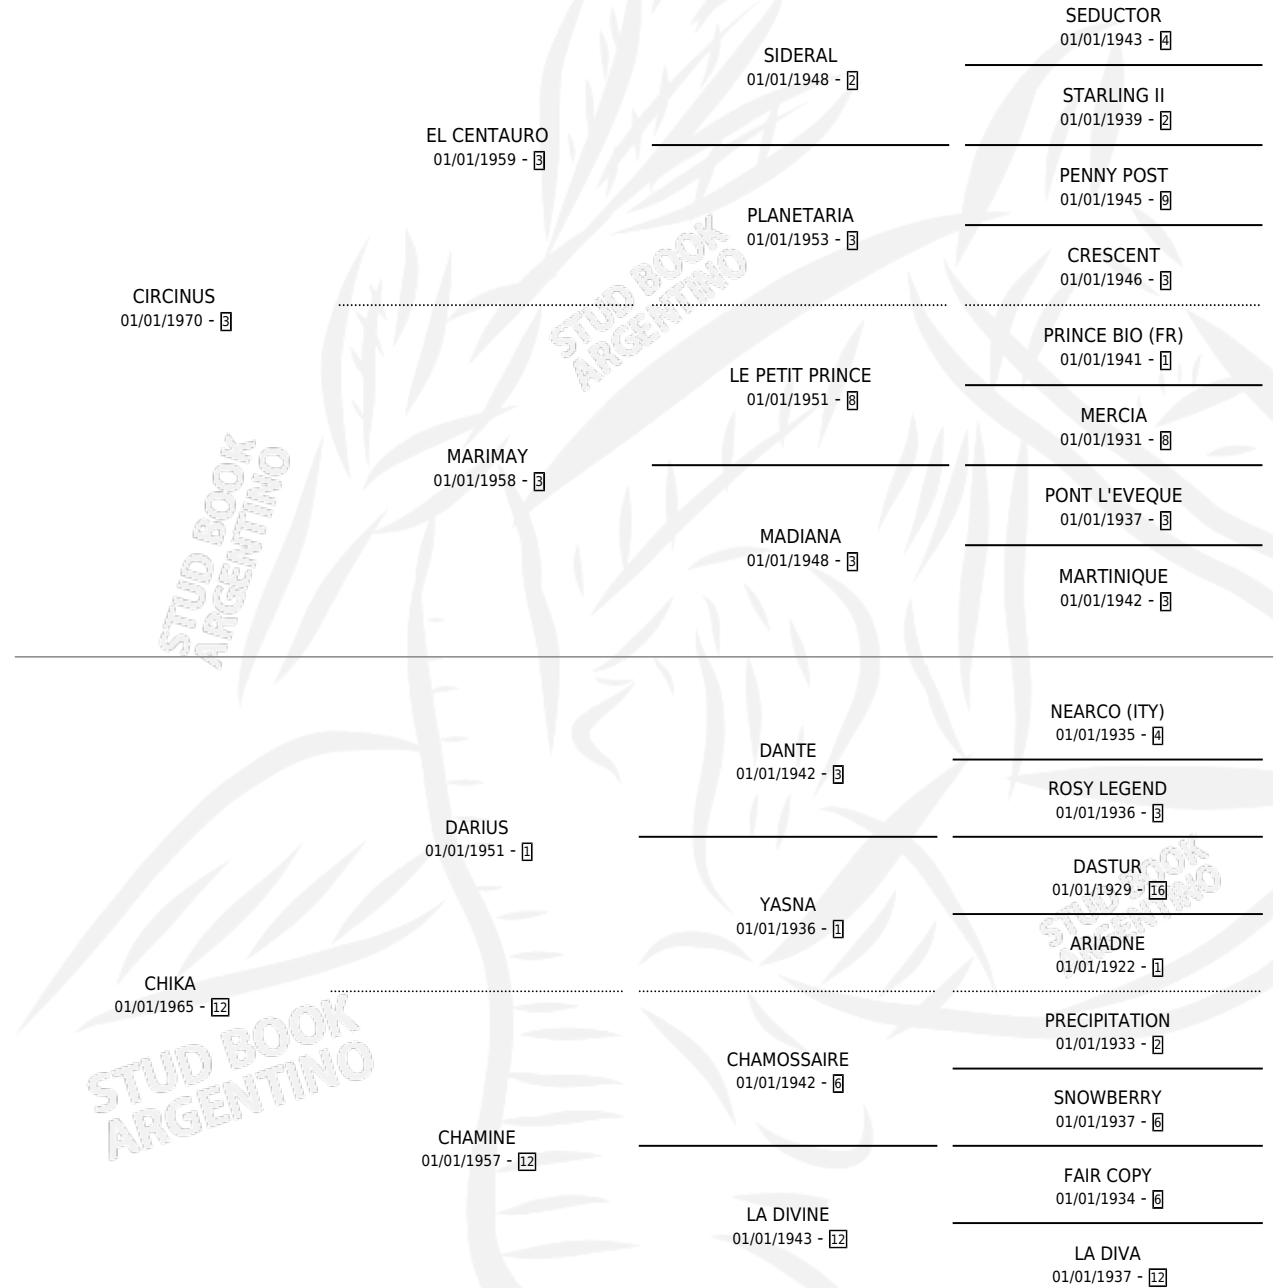 SEDUCTOR
01/01/1943 - 4
SIDERAL
01/01/1948 - 2
STARLING II
01/01/1939 - 2
EL CENTAURO
01/01/1959 - 3
PENNY POST
01/01/1945 - 9
PLANETARIA
01/01/1953 - 3
CRESCENT
01/01/1946 - 3
CIRCINUS
01/01/1970 - 3
STUD BOOK
ARGENTINO
PRINCE BIO (FR)
01/01/1941 - 1
LE PETIT PRINCE
01/01/1951 - 8
MERCIA
01/01/1931 - 8
MARIMAY
01/01/1958 - 3
PONT L'EVEQUE
01/01/1937 - 3
MADIANA
01/01/1948 - 3
MARTINIQUE
01/01/1942 - 3
STUD BOOK
ARGENTINO
NEARCO (ITY)
01/01/1935 - 4
DANTE
01/01/1942 - 3
ROSY LEGEND
01/01/1936 - 3
DARIUS
01/01/1951 - 1
DASTUR
01/01/1929 - 16
YASNA
01/01/1936 - 1
STUD BOOK
ARGENTINO
ARIADNE
01/01/1922 - 1
CHIKA
01/01/1965 - 12
PRECIPITATION
01/01/1933 - 2
CHAMOSSAIRE
01/01/1942 - 6
STUD BOOK
ARGENTINO
SNOWBERRY
01/01/1937 - 6
CHAMINE
01/01/1957 - 12
FAIR COPY
01/01/1934 - 6
LA DIVINE
01/01/1943 - 12
LA DIVA
01/01/1937 - 12